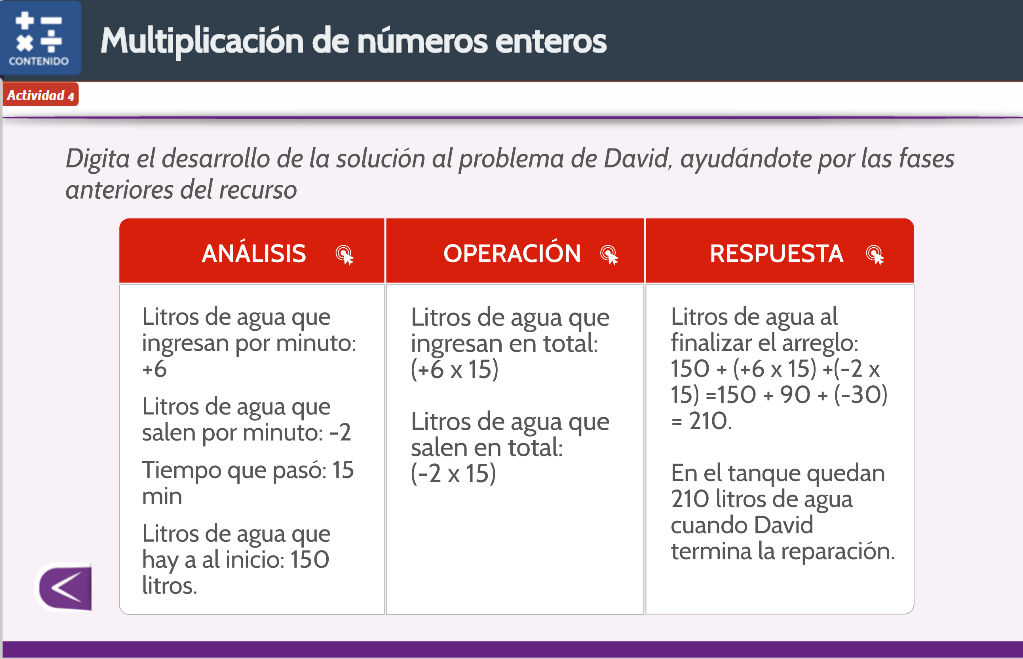 CONTENIDO
Multiplicación de números enteros
Actividad 4
Digita el desarrollo de la solución al problema de David, ayudándote por las fases
anteriores del recurso
ANÁLISIS
Litros de agua que
ingresan por minuto:
+6
Litros de agua que
salen por minuto: -2
Tiempo que pasó: 15
min
Litros de agua que
hay a al inicio: 150
litros.
OPERACIÓN
Litros de agua que
ingresan en total:
(+6 x 15)
Litros de agua que
salen en total:
(-2 x 15)
RESPUESTA
Litros de agua al
finalizar el arreglo:
150 + (+6 x 15) +(-2 x
15) =150 + 90 + (-30)
= 210.
En el tanque quedan
210 litros de agua
cuando David
termina la reparación.